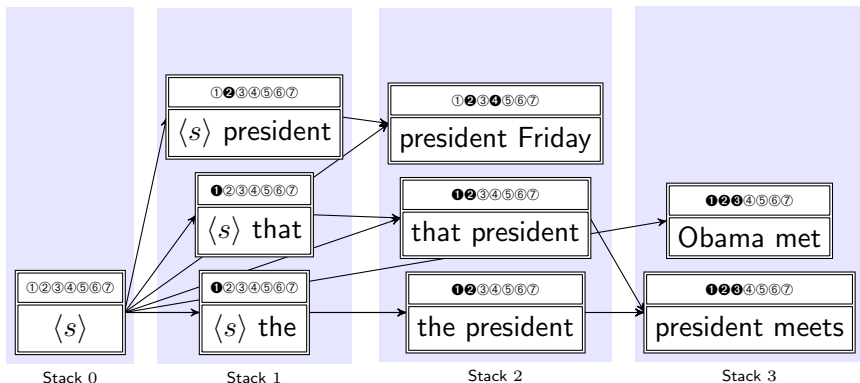 ①❷③④⑤⑥⑦
⟨s⟩ president
①❷③❹⑤⑥⑦
president Friday
❶②③④⑤⑥⑦
⟨s⟩ that
❶❷③④⑤⑥⑦
that president
❶❷❸④⑤⑥⑦
Obama met
①②③④⑤⑥⑦
⟨s⟩
❶②③④⑤⑥⑦
⟨s⟩ the
❶❷③④⑤⑥⑦
the president
❶❷❸④⑤⑥⑦
president meets
Stack 0
Stack 1
Stack 2
Stack 3